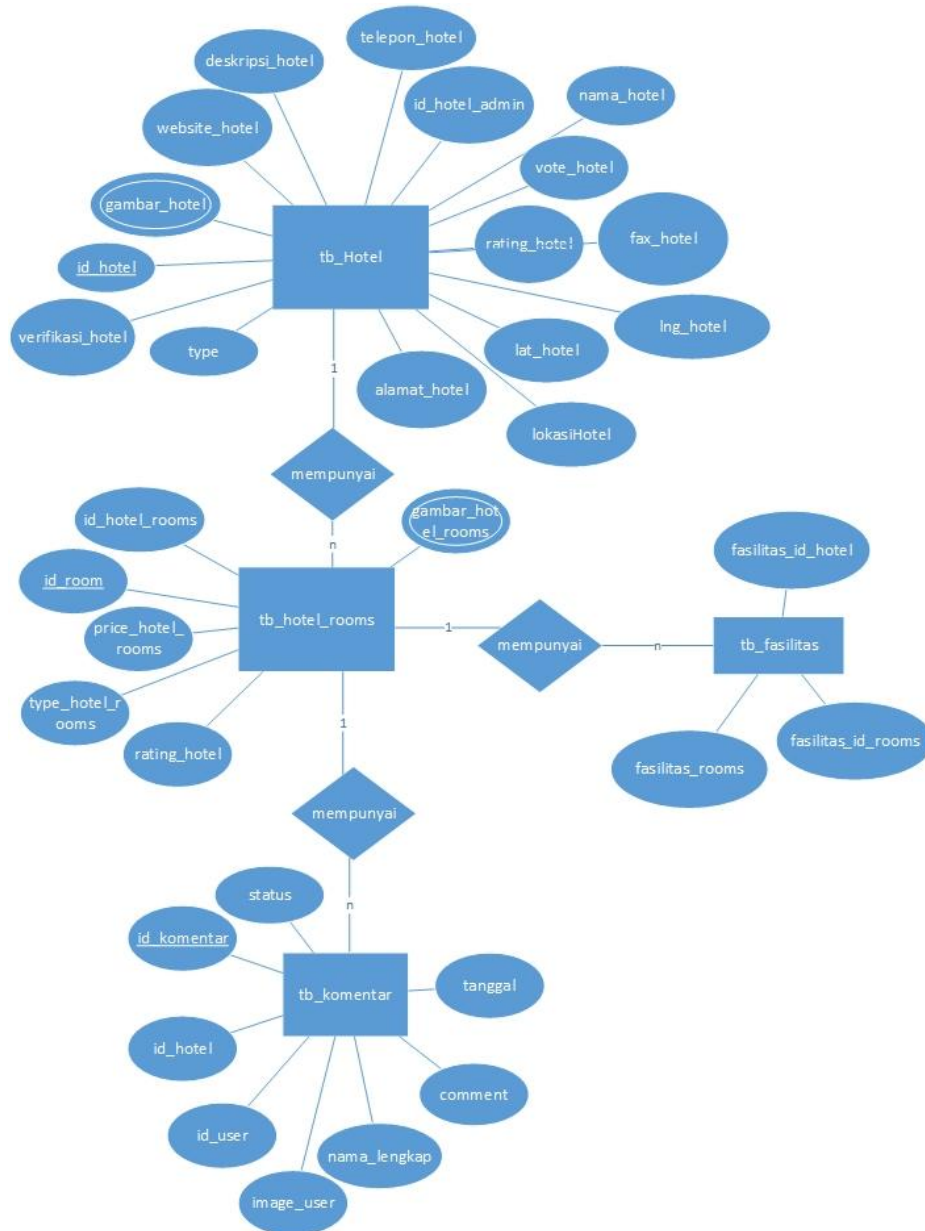 telepon_hotel
deskripsi_hotel
nama_hotel
id_hotel_admin
website_hotel
vote_hotel
gambar_hotel
rating_hotel
fax_hotel
tb_Hotel
id_hotel
verifikasi_hotel
type
lng_hotel
lat_hotel
1
alamat_hotel
lokasiHotel
mempunyai
id_hotel_rooms
gambar_hot
el_rooms
n
fasilitas_id_hotel
id_room
tb_hotel_rooms
1
mempunyai
n
tb_fasilitas
price_hotel_
rooms
type_hotel_r
ooms
1
rating_hotel
fasilitas_rooms
fasilitas_id_rooms
mempunyai
status
n
id_komentar
tb_komentar
tanggal
id_hotel
comment
id_user
nama_lengkap
image_user